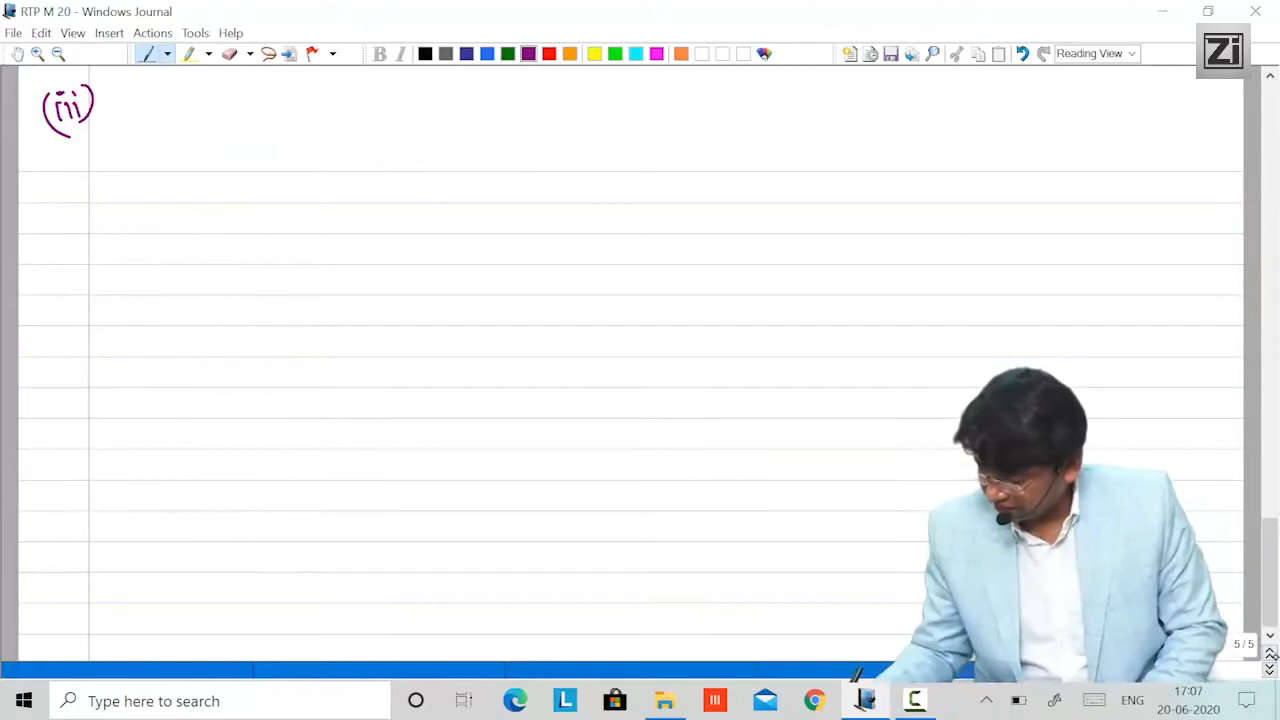 RTP M 20 - Windows Journal
File Edit View Insert Actions Tools Help
B I Reading View
Zi
(iii)
5 / 5
Type here to search
L
C
ENG
17:07
20-06-2020